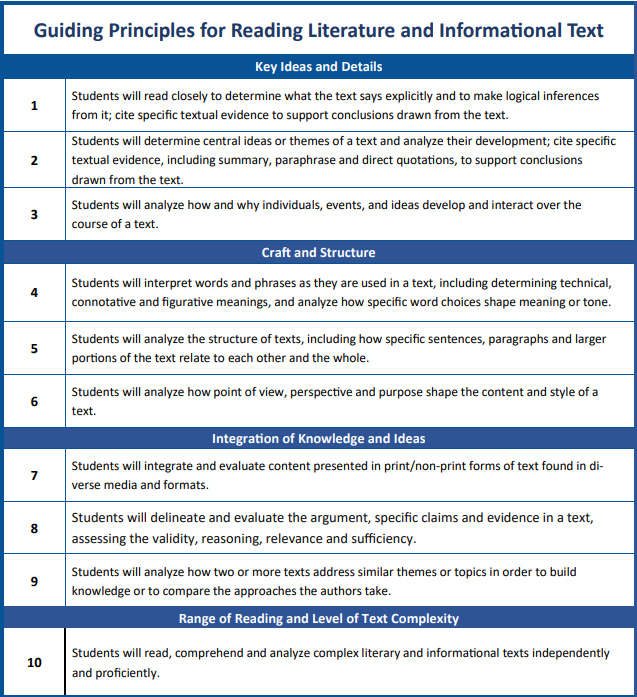 Guiding Principles for Reading Literature and Informational Text
Key Ideas and Details
1
Students will read closely to determine what the text says explicitly and to make logical inferences
from it; cite specific textual evidence to support conclusions drawn from the text.
2
Students will determine central ideas or themes of a text and analyze their development; cite specific
textual evidence, including summary, paraphrase and direct quotations, to support conclusions
drawn from the text.
3
Students will analyze how and why individuals, events, and ideas develop and interact over the
course of a text.
Craft and Structure
4
Students will interpret words and phrases as they are used in a text, including determining technical,
connotative and figurative meanings, and analyze how specific word choices shape meaning or tone.
5
Students will analyze the structure of texts, including how specific sentences, paragraphs and larger
portions of the text relate to each other and the whole.
6
Students will analyze how point of view, perspective and purpose shape the content and style of a
text.
Integration of Knowledge and Ideas
7
Students will integrate and evaluate content presented in print/non-print forms of text found in di-
verse media and formats.
8
Students will delineate and evaluate the argument, specific claims and evidence in a text,
assessing the validity, reasoning, relevance and sufficiency.
9
Students will analyze how two or more texts address similar themes or topics in order to build
knowledge or to compare the approaches the authors take.
Range of Reading and Level of Text Complexity
10
Students will read, comprehend and analyze complex literary and informational texts independently
and proficiently.